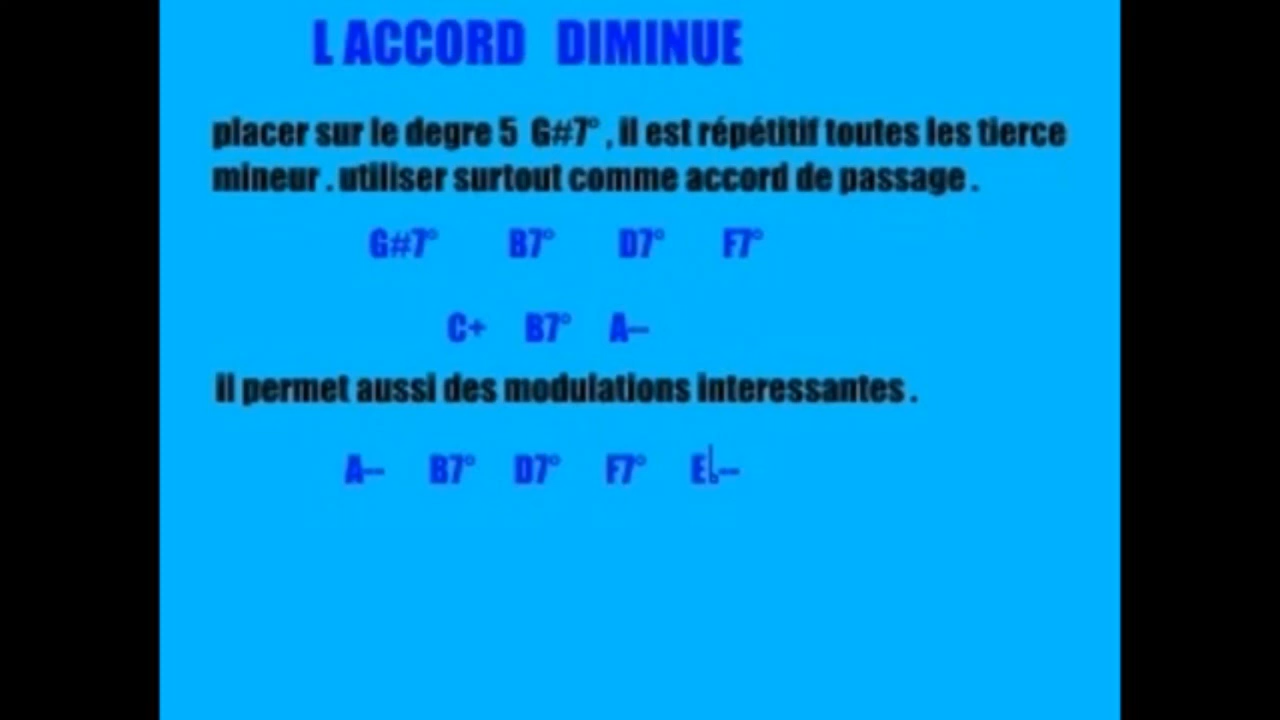 L ACCORD DIMINUE
placer sur le degre 5 G#7° , il est répétitif toutes les tierce
mineur . utiliser surtout comme accord de passage .
G#7° B7° D7° F7°
C+ B7° A--
il permet aussi des modulations interessantes .
A-- B7° D7° F7° E♭--